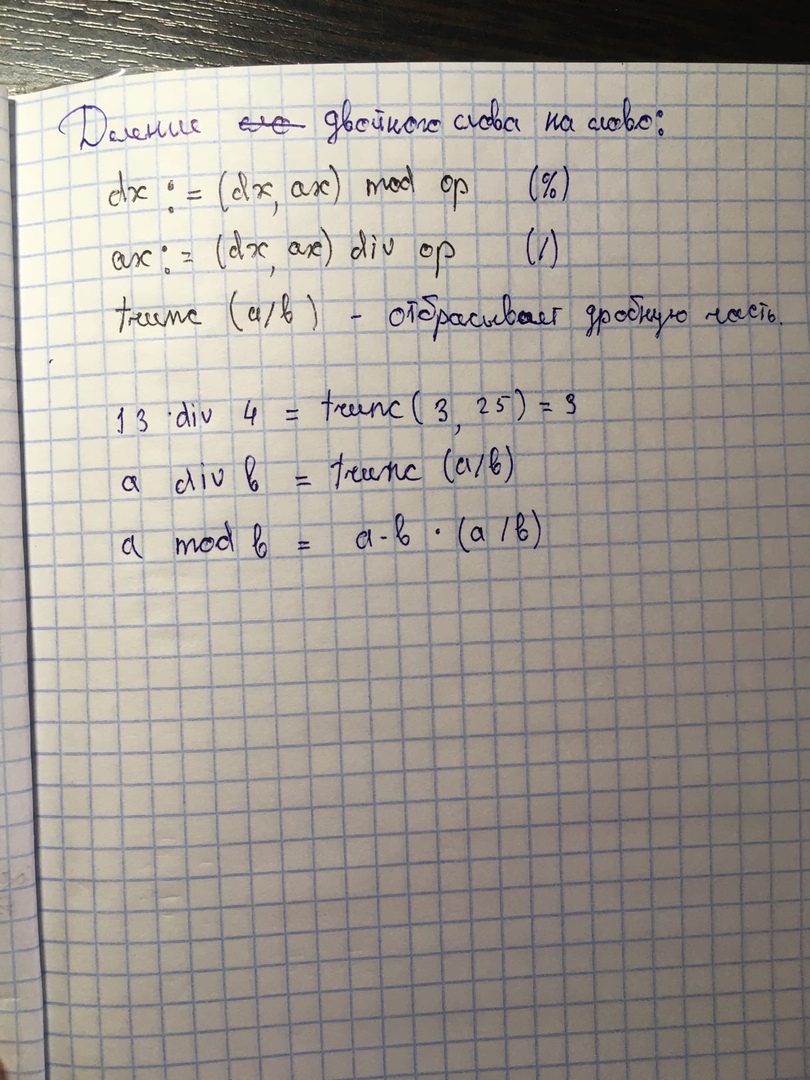 Деление двойного слова на слово:
dx := (dx, ax) mod op (%)
ax := (dx, ax) div op (/)
trunc (a/b) - отбрасывает дробную часть.
13 div 4 = trunc(3,25) = 3
a div b = trunc (a/b)
a mod b = a-b · (a/b)